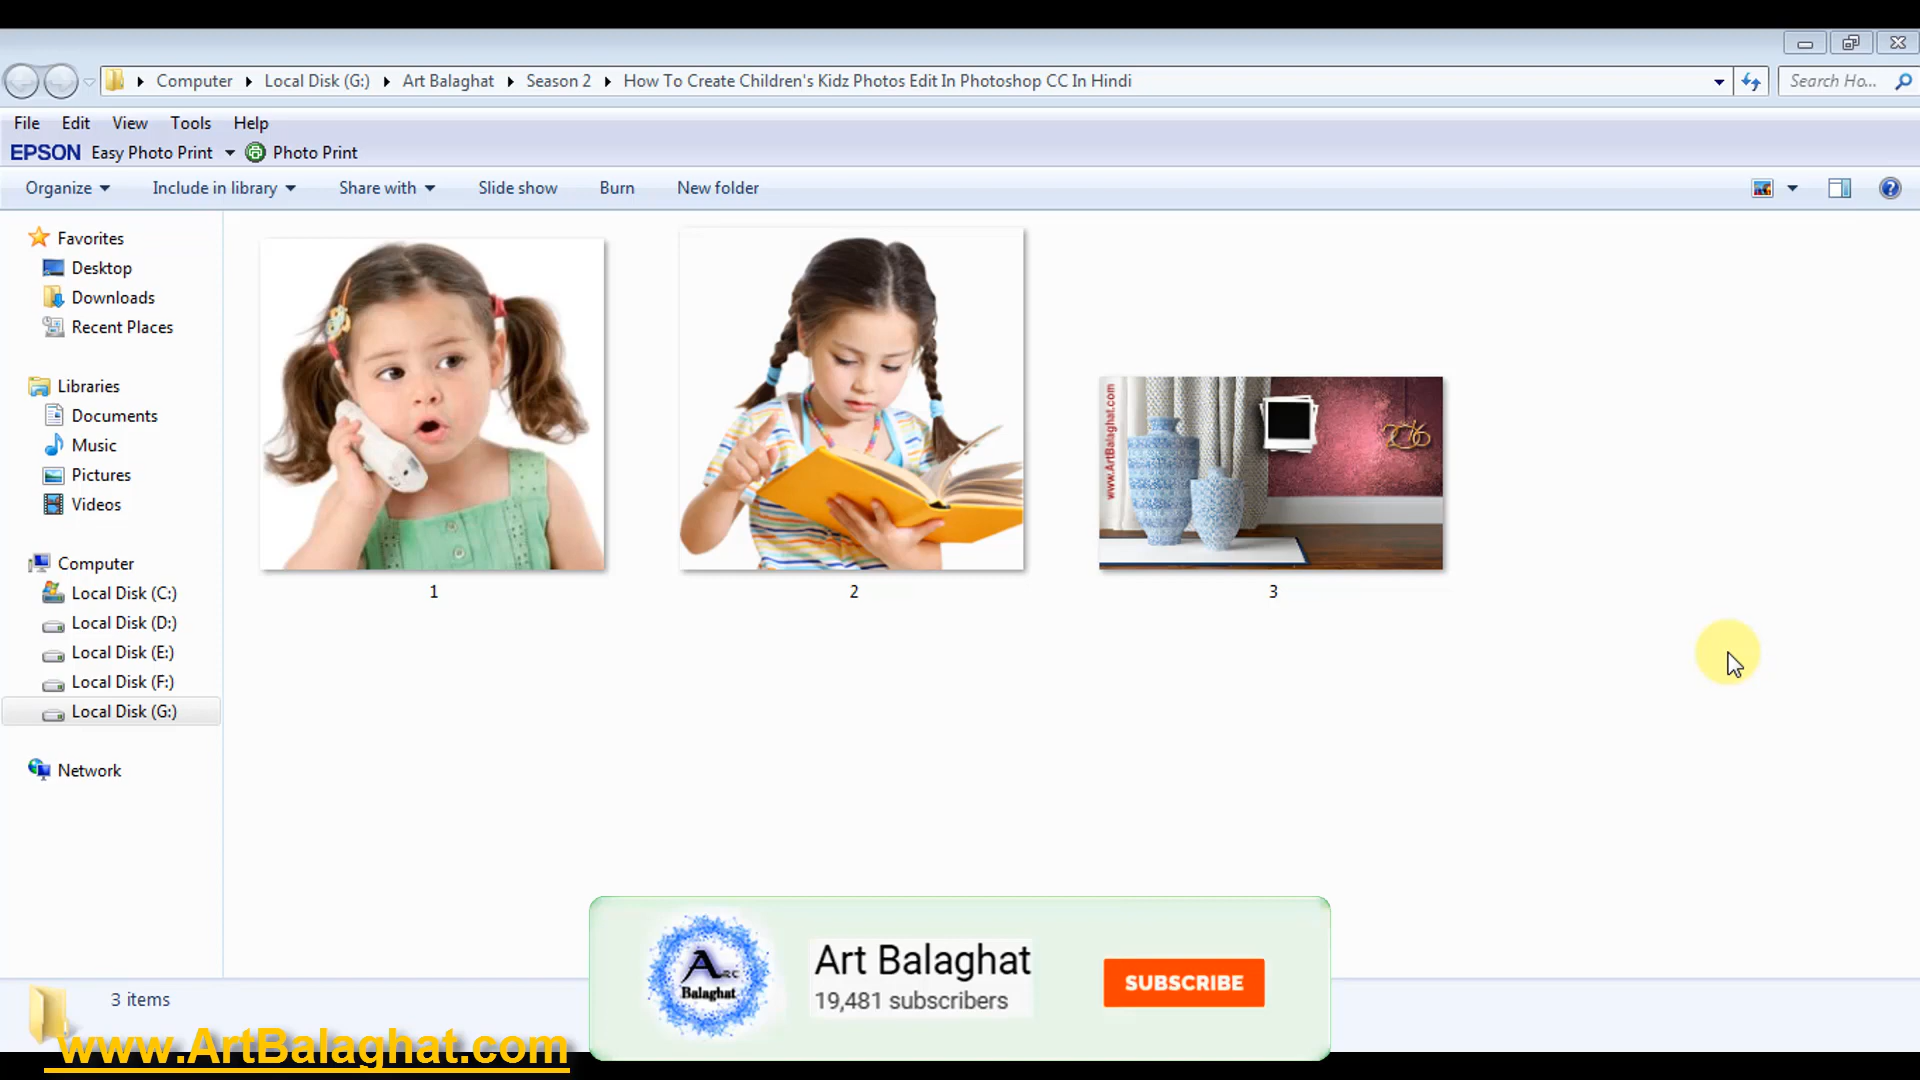 Computer Local Disk (G:) Art Balaghat Season 2 How To Create Children's Kidz Photos Edit In Photoshop CC In Hindi Search Ho...
File Edit View Tools Help
EPSON Easy Photo Print Photo Print
Organize Include in library Share with Slide show Burn New folder
Favorites
Desktop
Downloads
Recent Places
Libraries
Documents
Music
Pictures
Videos
Computer
Local Disk (C:)
Local Disk (D:)
Local Disk (E:)
Local Disk (F:)
Local Disk (G:)
Network
www.ArtBalaghat.com
1 2 3
Art Balaghat
19,481 subscribers
SUBSCRIBE
Balaghat
3 items
www.ArtBalaghat.com